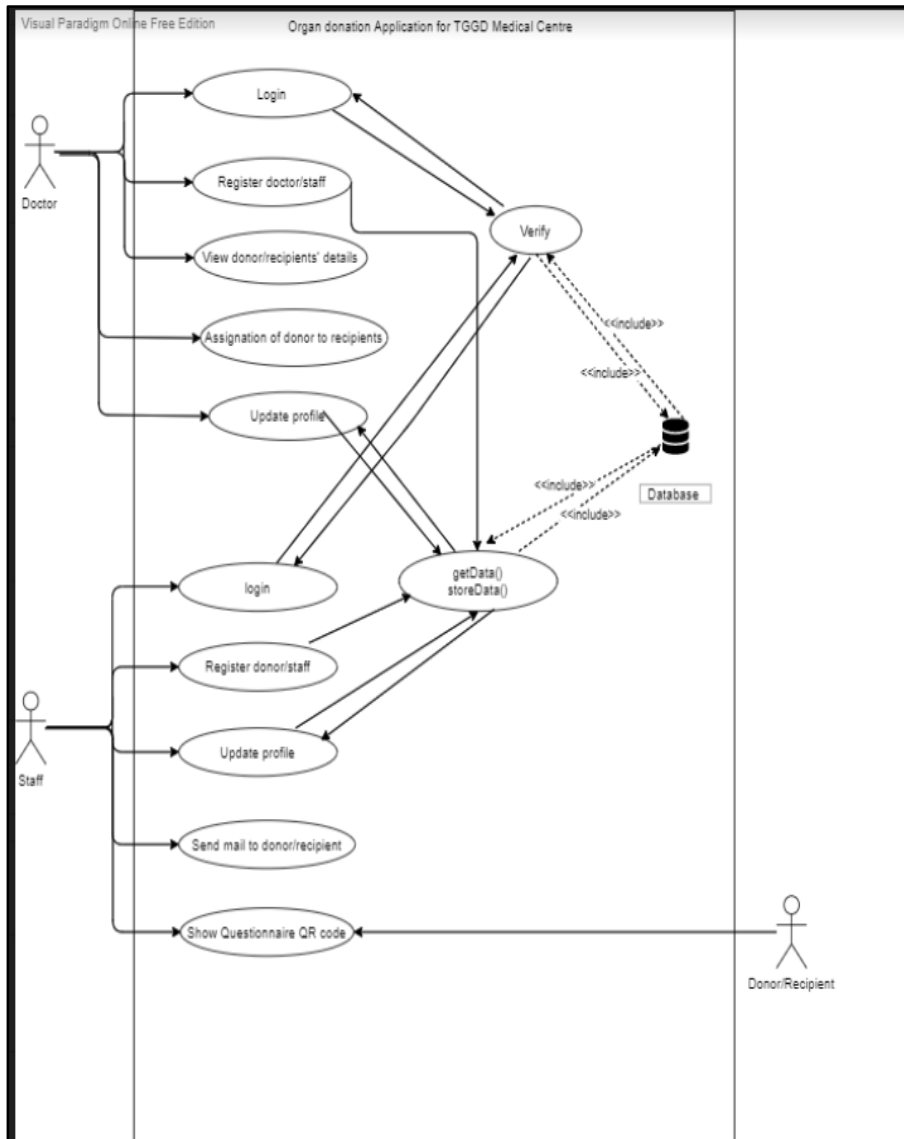 Visual Paradigm Online Free Edition
Organ donation Application for TGGD Medical Centre
Login
Doctor
Register doctor/staff
Verify
View donor/recipients' details
<<include>>
Assignation of donor to recipients
<<include>>
Update profile
<<include>>
Database
<<include>>
getData()
storeData()
login
Register donor/staff
Staff
Update profile
Send mail to donor/recipient
Show Questionnaire QR code
Donor/Recipient